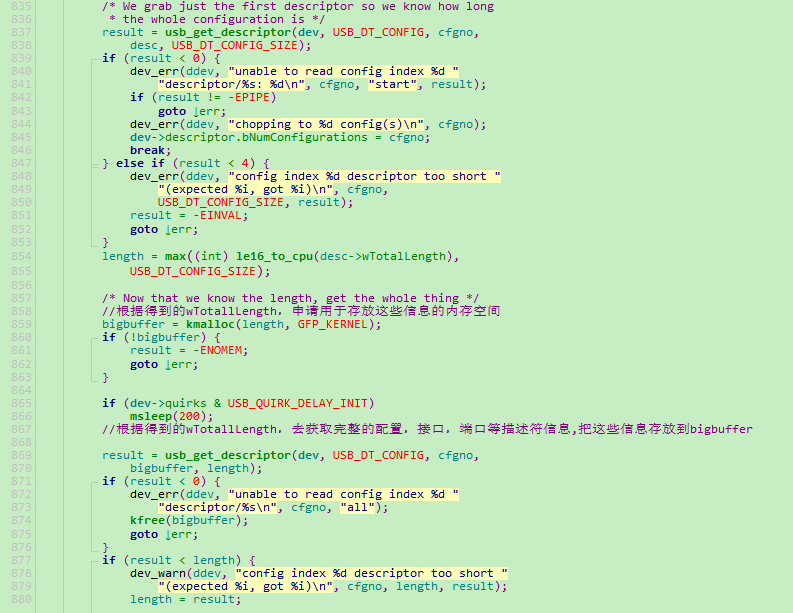 835 /* We grab just the first descriptor so we know how long
836 * the whole configuration is */
837 result = usb_get_descriptor(dev, USB_DT_CONFIG, cfgno,
838 desc, USB_DT_CONFIG_SIZE);
839 if (result < 0) {
840 dev_err(ddev, "unable to read config index %d "
841 "descriptor/%s: %d\n", cfgno, "start", result);
842 if (result != -EPIPE)
843 goto ↓err;
844 dev_err(ddev, "chopping to %d config(s)\n", cfgno);
845 dev->descriptor.bNumConfigurations = cfgno;
846 break;
847 } else if (result < 4) {
848 dev_err(ddev, "config index %d descriptor too short "
849 "(expected %i, got %i)\n", cfgno,
850 USB_DT_CONFIG_SIZE, result);
851 result = -EINVAL;
852 goto ↓err;
853 }
854 length = max((int) le16_to_cpu(desc->wTotalLength),
855 USB_DT_CONFIG_SIZE);
856
857 /* Now that we know the length, get the whole thing */
858 //根据得到的wTotallLength，申请用于存放这些信息的内存空间
859 bigbuffer = kmalloc(length, GFP_KERNEL);
860 if (!bigbuffer) {
861 result = -ENOMEM;
862 goto ↓err;
863 }
864
865 if (dev->quirks & USB_QUIRK_DELAY_INIT)
866 msleep(200);
867 //根据得到的wTotallLength，去获取完整的配置，接口，端口等描述符信息,把这些信息存放到bigbuffer
868
869 result = usb_get_descriptor(dev, USB_DT_CONFIG, cfgno,
870 bigbuffer, length);
871 if (result < 0) {
872 dev_err(ddev, "unable to read config index %d "
873 "descriptor/%s\n", cfgno, "all");
874 kfree(bigbuffer);
875 goto ↓err;
876 }
877 if (result < length) {
878 dev_warn(ddev, "config index %d descriptor too short "
879 "(expected %i, got %i)\n", cfgno, length, result);
880 length = result;